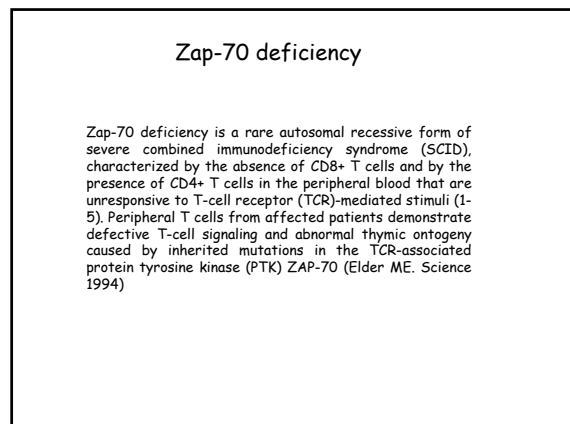 Zap-70 deficiency
Zap-70 deficiency is a rare autosomal recessive form of
severe combined immunodeficiency syndrome (SCID),
characterized by the absence of CD8+ T cells and by the
presence of CD4+ T cells in the peripheral blood that are
unresponsive to T-cell receptor (TCR)-mediated stimuli (1-
5). Peripheral T cells from affected patients demonstrate
defective T-cell signaling and abnormal thymic ontogeny
caused by inherited mutations in the TCR-associated
protein tyrosine kinase (PTK) ZAP-70 (Elder ME. Science
1994)